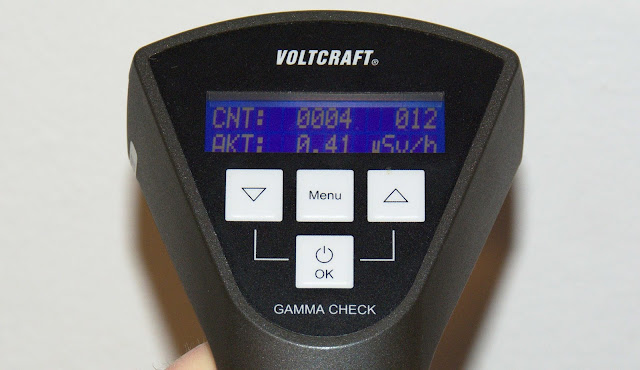 VOLTCRAFT®
CNT: 0004 012
AKT: 0.41 µSv/h
Menu
OK
GAMMA CHECK